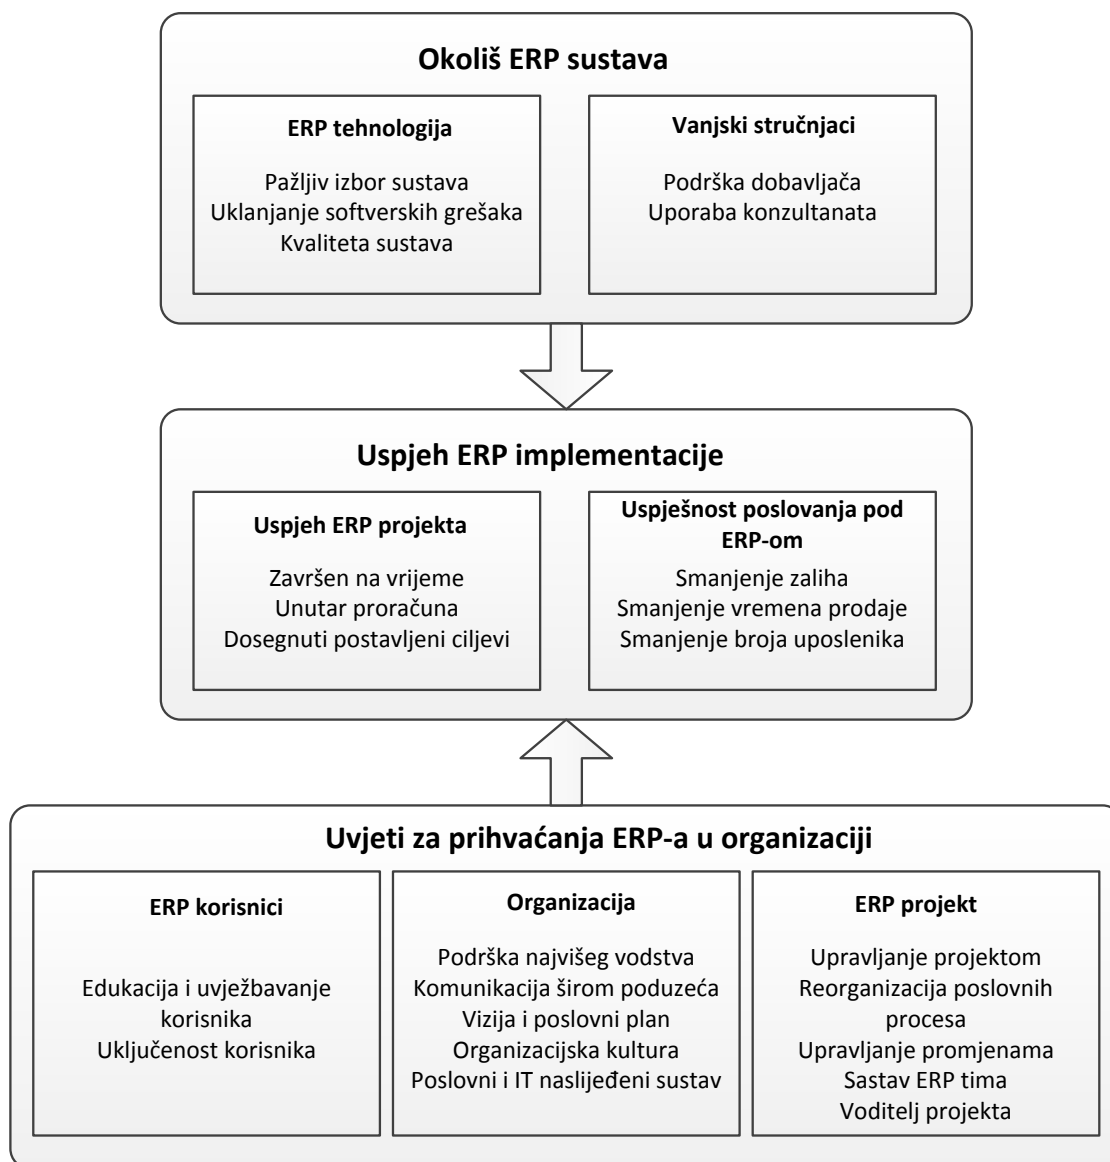 Okoliš ERP sustava
ERP tehnologija
Pažljiv izbor sustava
Uklanjanje softverskih grešaka
Kvaliteta sustava
Vanjski stručnjaci
Podrška dobavljača
Uporaba konzultanata
Uspjeh ERP implementacije
Uspjeh ERP projekta
Završen na vrijeme
Unutar proračuna
Dosegnuti postavljeni ciljevi
Uspješnost poslovanja pod
ERP-om
Smanjenje zaliha
Smanjenje vremena prodaje
Smanjenje broja uposlenika
Uvjeti za prihvaćanja ERP-a u organizaciji
ERP korisnici
Edukacija i uvježbavanje
korisnika
Uključenost korisnika
Organizacija
Podrška najvišeg vodstva
Komunikacija širom poduzeća
Vizija i poslovni plan
Organizacijska kultura
Poslovni i IT naslijeđeni sustav
ERP projekt
Upravljanje projektom
Reorganizacija poslovnih
procesa
Upravljanje promjenama
Sastav ERP tima
Voditelj projekta